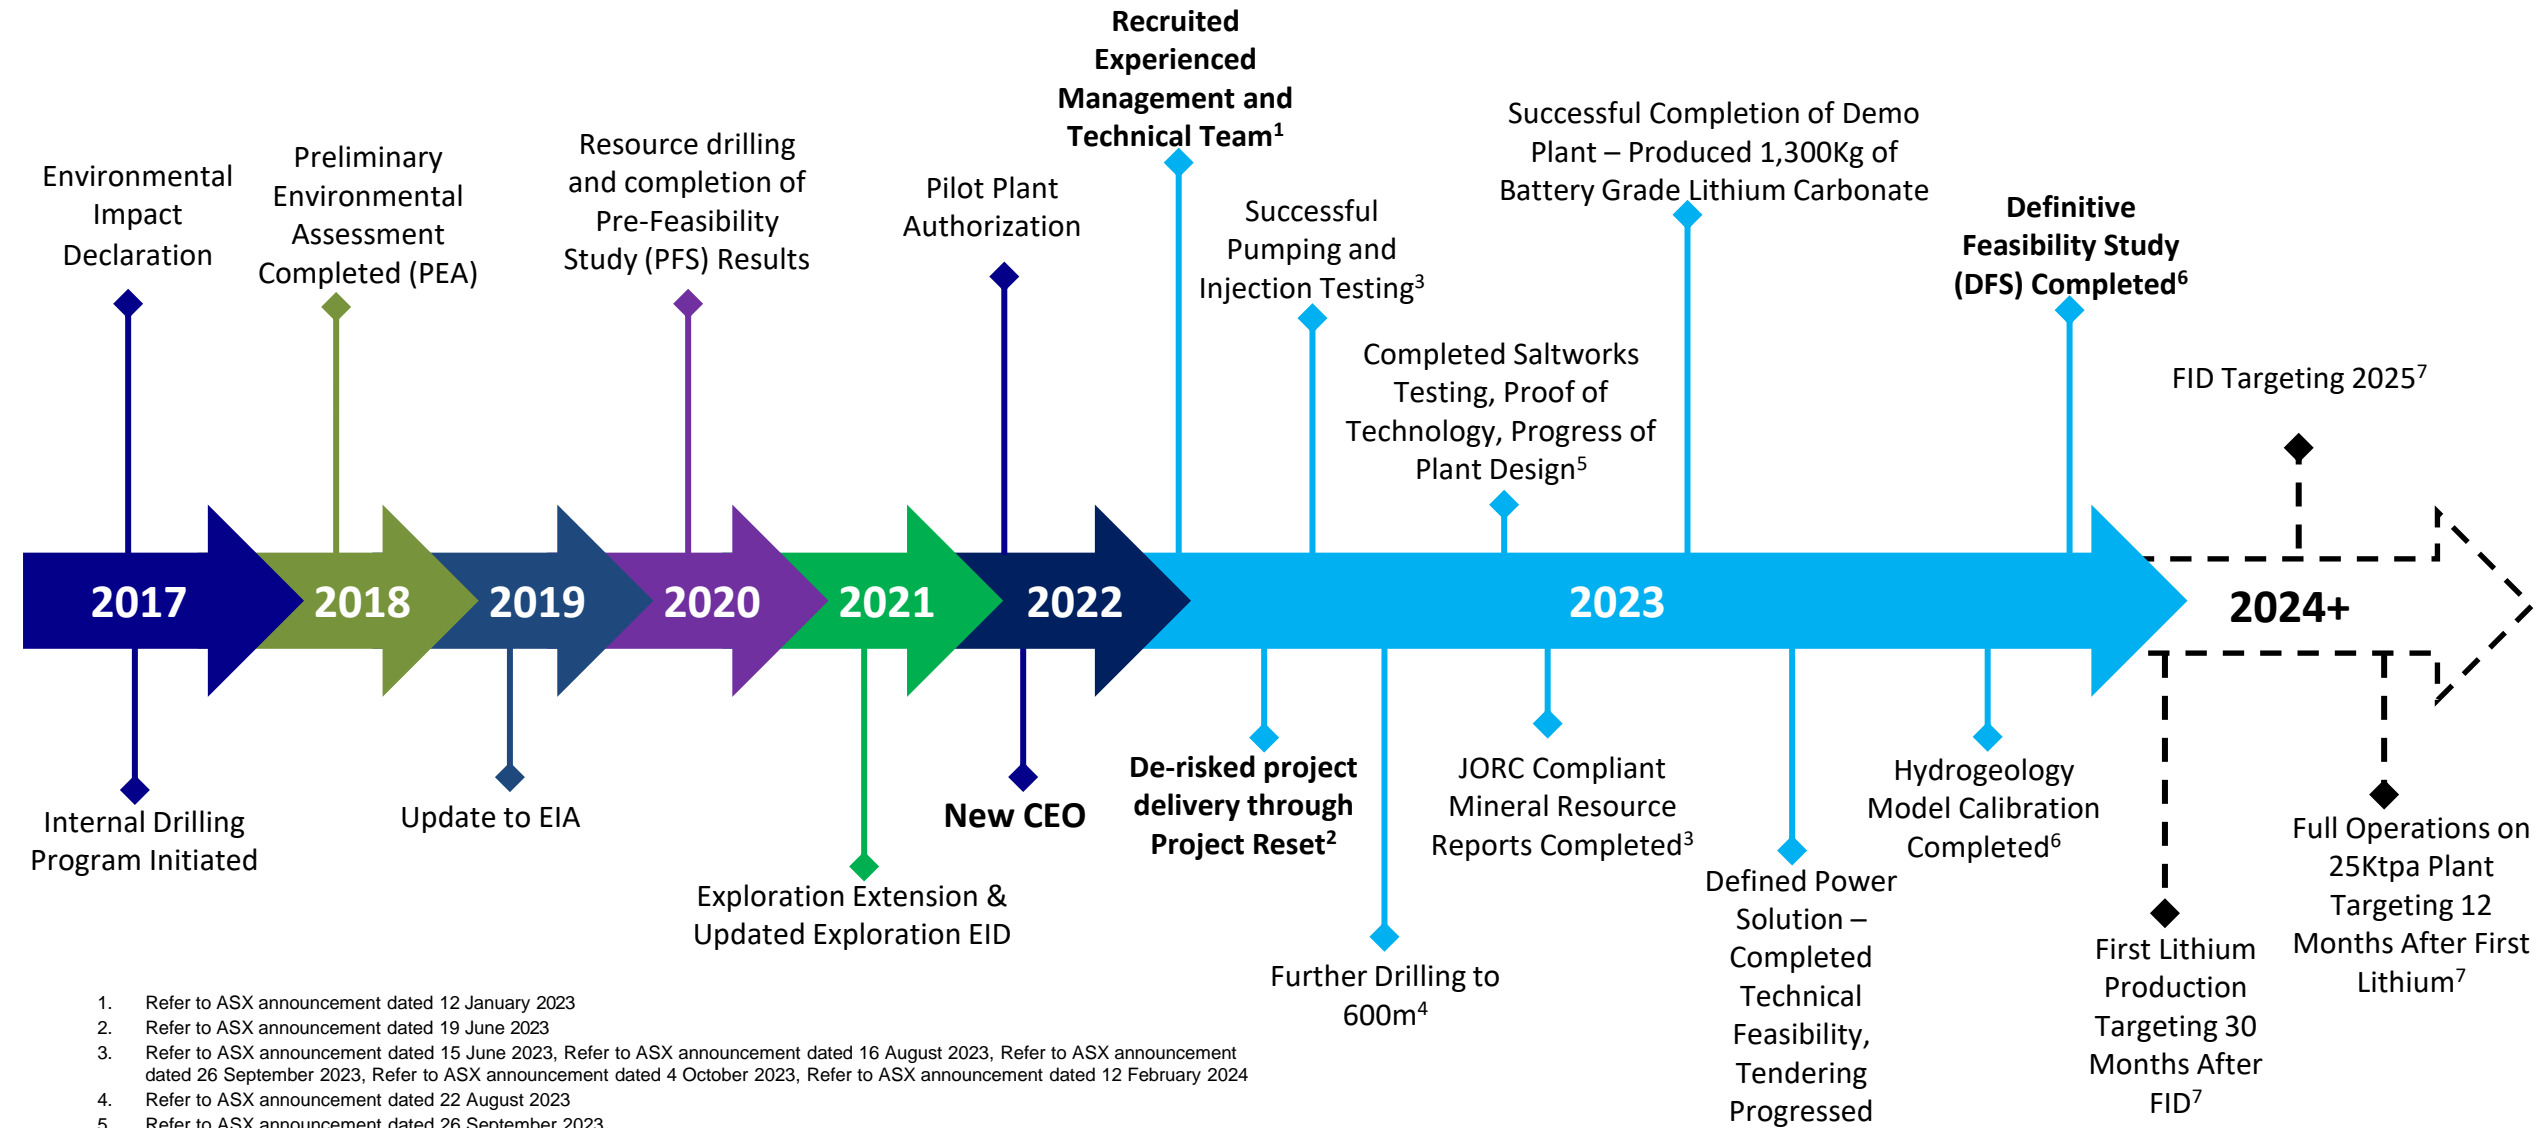 Environmental
Impact
Declaration
Preliminary
Environmental
Assessment
Completed (PEA)
Resource drilling
and completion of
Pre-Feasibility
Study (PFS) Results
Pilot Plant
Authorization
Recruited
Experienced
Management and
Technical Team¹
Successful
Pumping and
Injection Testing³
Completed Saltworks
Testing, Proof of
Technology, Progress of
Plant Design⁵
Successful Completion of Demo
Plant – Produced 1,300Kg of
Battery Grade Lithium Carbonate
Definitive
Feasibility Study
(DFS) Completed⁶
FID Targeting 2025⁷
2017
2018
2019
2020
2021
2022
2023
2024+
Internal Drilling
Program Initiated
Update to EIA
Exploration Extension &
Updated Exploration EID
New CEO
De-risked project
delivery through
Project Reset²
Further Drilling to
600m⁴
JORC Compliant
Mineral Resource
Reports Completed³
Defined Power
Solution –
Completed
Technical
Feasibility,
Tendering
Progressed
Hydrogeology
Model Calibration
Completed⁶
First Lithium
Production
Targeting 30
Months After
FID⁷
Full Operations on
25Ktpa Plant
Targeting 12
Months After First
Lithium⁷
1. Refer to ASX announcement dated 12 January 2023
2. Refer to ASX announcement dated 19 June 2023
3. Refer to ASX announcement dated 15 June 2023, Refer to ASX announcement dated 16 August 2023, Refer to ASX announcement
dated 26 September 2023, Refer to ASX announcement dated 4 October 2023, Refer to ASX announcement dated 12 February 2024
4. Refer to ASX announcement dated 22 August 2023
5. Refer to ASX announcement dated 26 September 2023